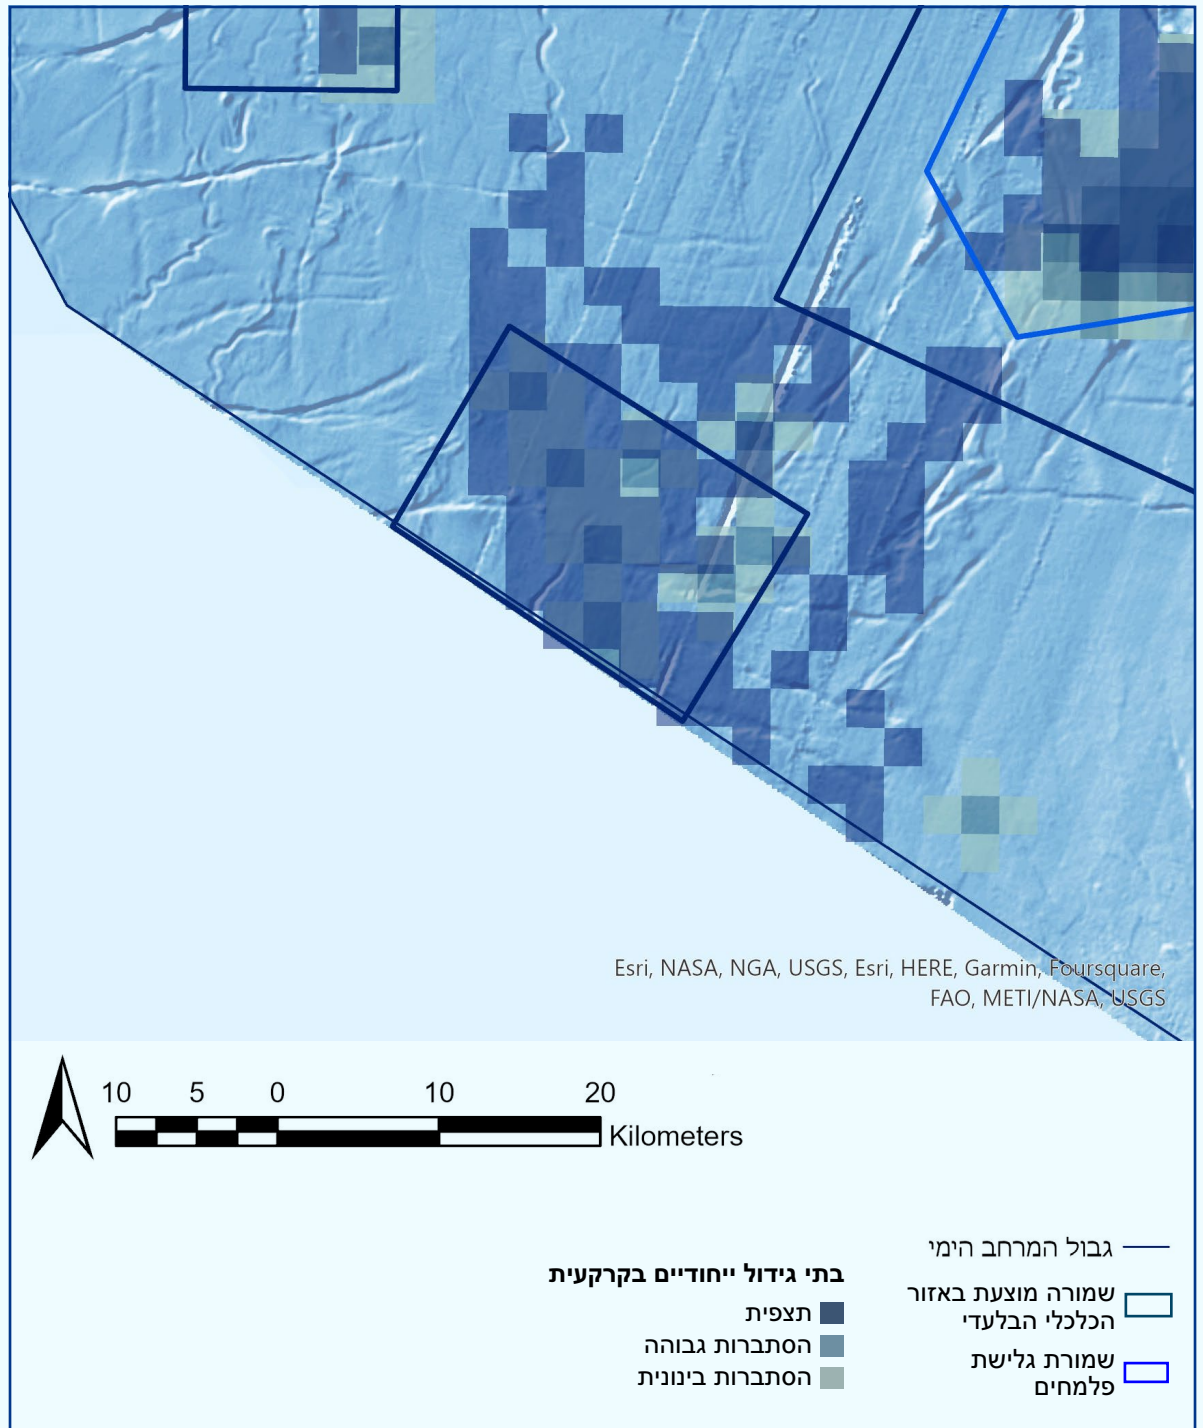 Esri, NASA, NGA, USGS, Esri, HERE, Garmin, Foursquare,
FAO, METI/NASA, USGS
10 5 0 10 20
Kilometers
גבול המרחב הימי
שמורה מוצעת באזור
הכלכלי הבלעדי
שמורת גלישת
פלמחים
בתי גידול ייחודיים בקרקעית
תצפית
הסתברות גבוהה
הסתברות בינונית